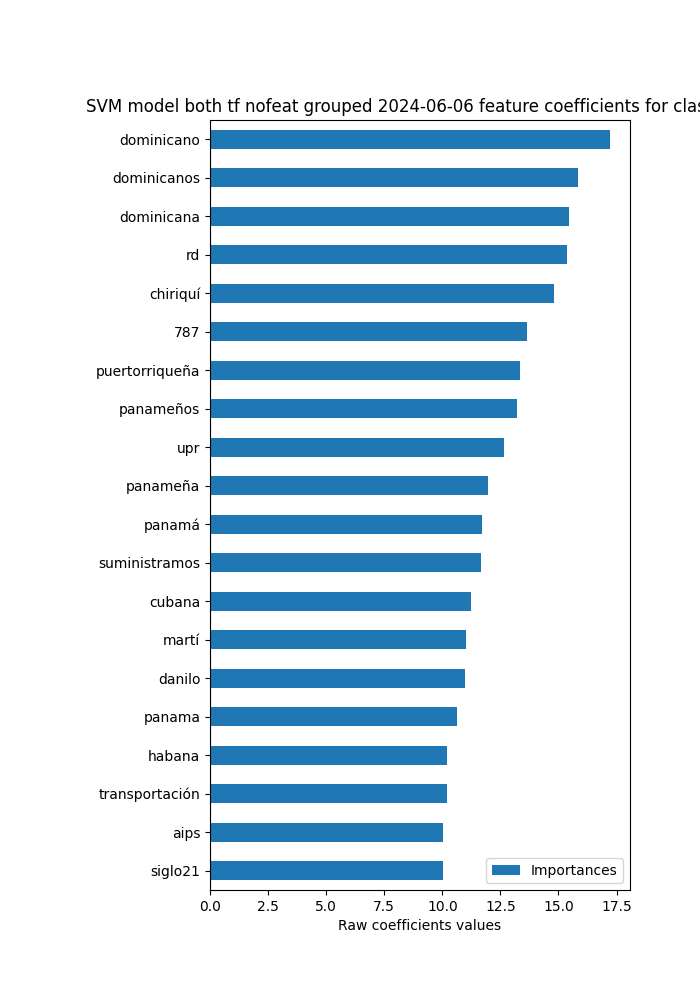 SVM model both tf nofeat grouped 2024-06-06 feature coefficients for clas
dominicano
dominicanos
dominicana
rd
chiriquí
787
puertorriqueña
panameños
upr
panameña
panamá
suministramos
cubana
martí
danilo
panama
habana
transportación
aips
siglo21
Importances
0.0 2.5 5.0 7.5 10.0 12.5 15.0 17.5
Raw coefficients values